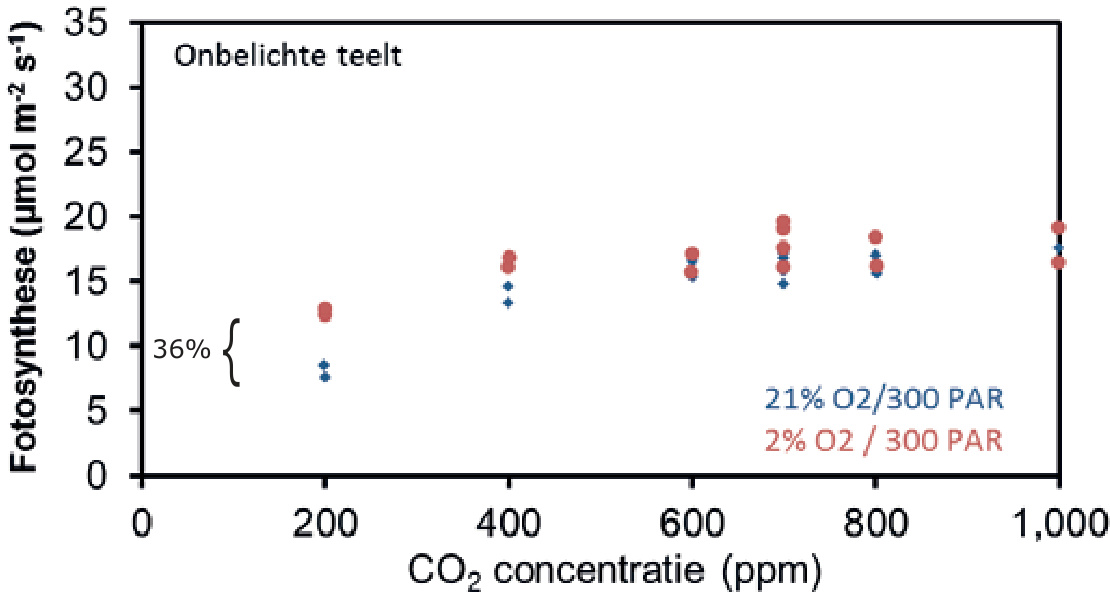 Fotosynthese (µmol m⁻² s⁻¹)
35
30
25
20
15
10
5
0
Onbelichte teelt
36% {
21% O2/300 PAR
2% O2 / 300 PAR
0 200 400 600 800 1,000
CO₂ concentratie (ppm)